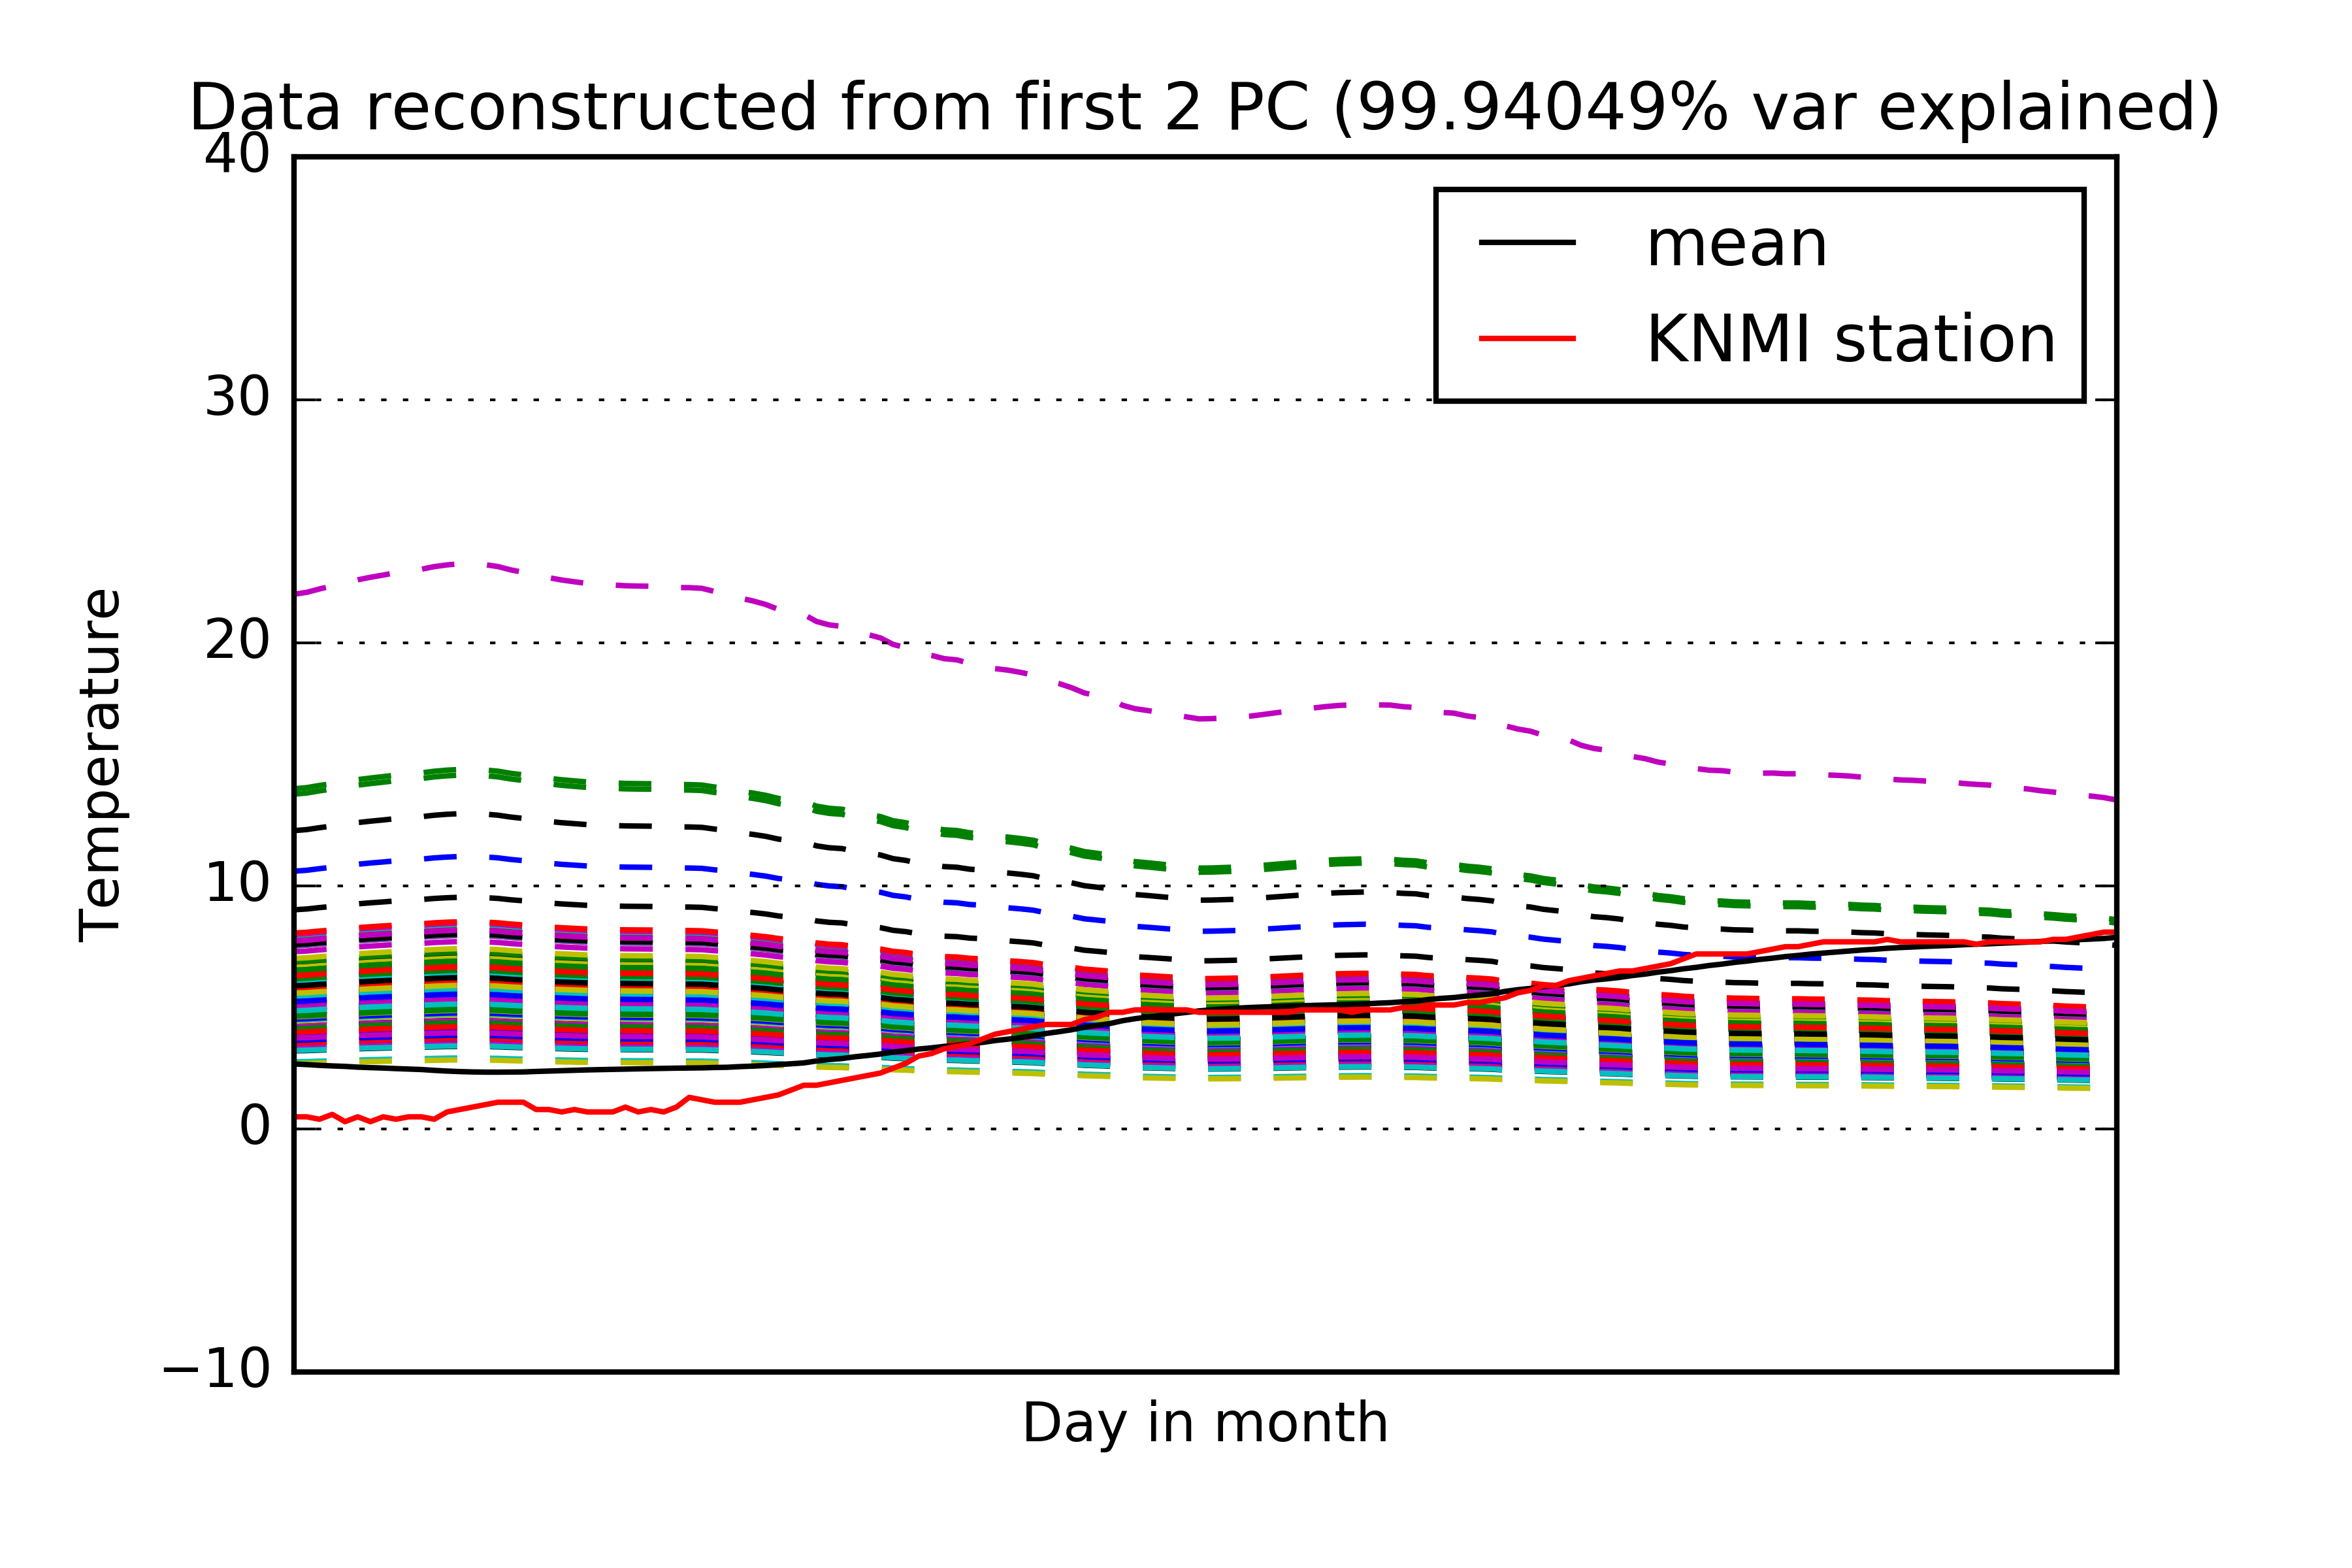 Data reconstructed from first 2 PC (99.94049% var explained)
40
30
20
10
0
−10
Temperature
mean
KNMI station
Day in month